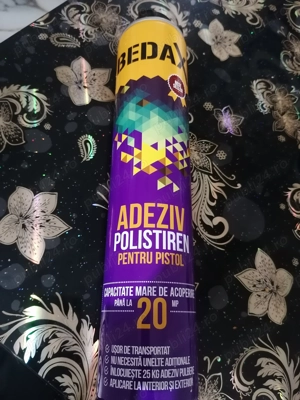 BEDAX
ADEZIV
POLISTIREN
PENTRU PISTOL
CAPACITATE MARE DE ACOPERIRE
PÂNĂ LA 20 MP
UȘOR DE TRANSPORTAT
NU NECESITĂ UNELTE ADIȚIONALE
ÎNLOCUIEȘTE 25 KG ADEZIV PULBERE
APLICARE LA INTERIOR ȘI EXTERIOR